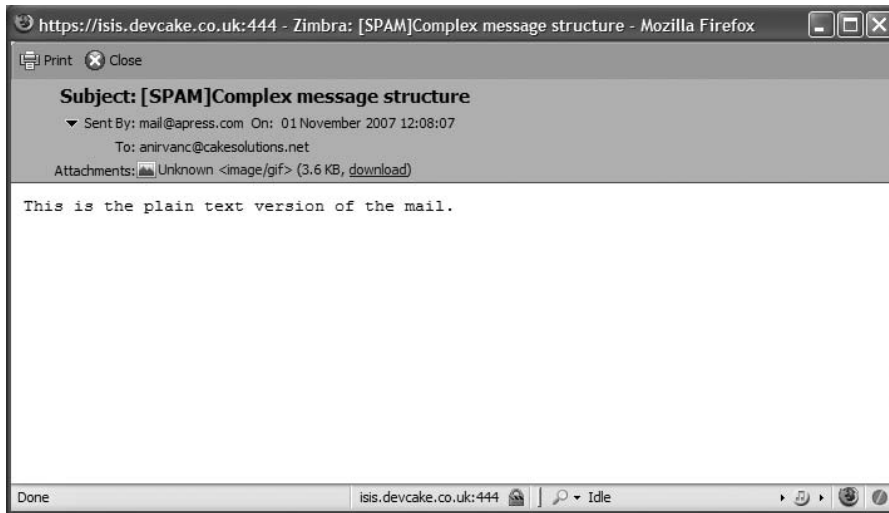 https://isis.devcake.co.uk:444 - Zimbra: [SPAM]Complex message structure - Mozilla Firefox
Print Close
Subject: [SPAM]Complex message structure
Sent By: mail@apress.com On: 01 November 2007 12:08:07
To: anirvanc@cakesolutions.net
Attachments: Unknown <image/gif> (3.6 KB, download)
This is the plain text version of the mail.
Done isis.devcake.co.uk:444 Idle